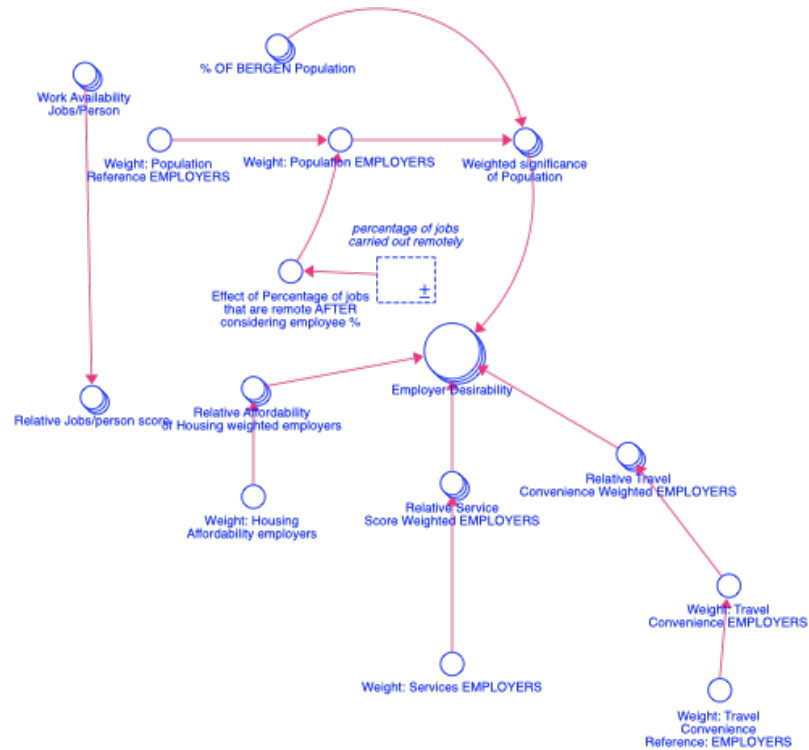 % OF BERGEN Population
Work Availability
Jobs/Person
Weight: Population
Reference EMPLOYERS
Weight: Population EMPLOYERS
Weighted significance
of Population
percentage of jobs
carried out remotely
±
Effect of Percentage of jobs
that are remote AFTER
considering employee %
Employer Desirability
Relative Jobs/person score
Relative Affordability
of Housing weighted employers
Relative Travel
Convenience Weighted EMPLOYERS
Relative Service
Score Weighted EMPLOYERS
Weight: Housing
Affordability employers
Weight: Travel
Convenience EMPLOYERS
Weight: Services EMPLOYERS
Weight: Travel
Convenience
Reference: EMPLOYERS